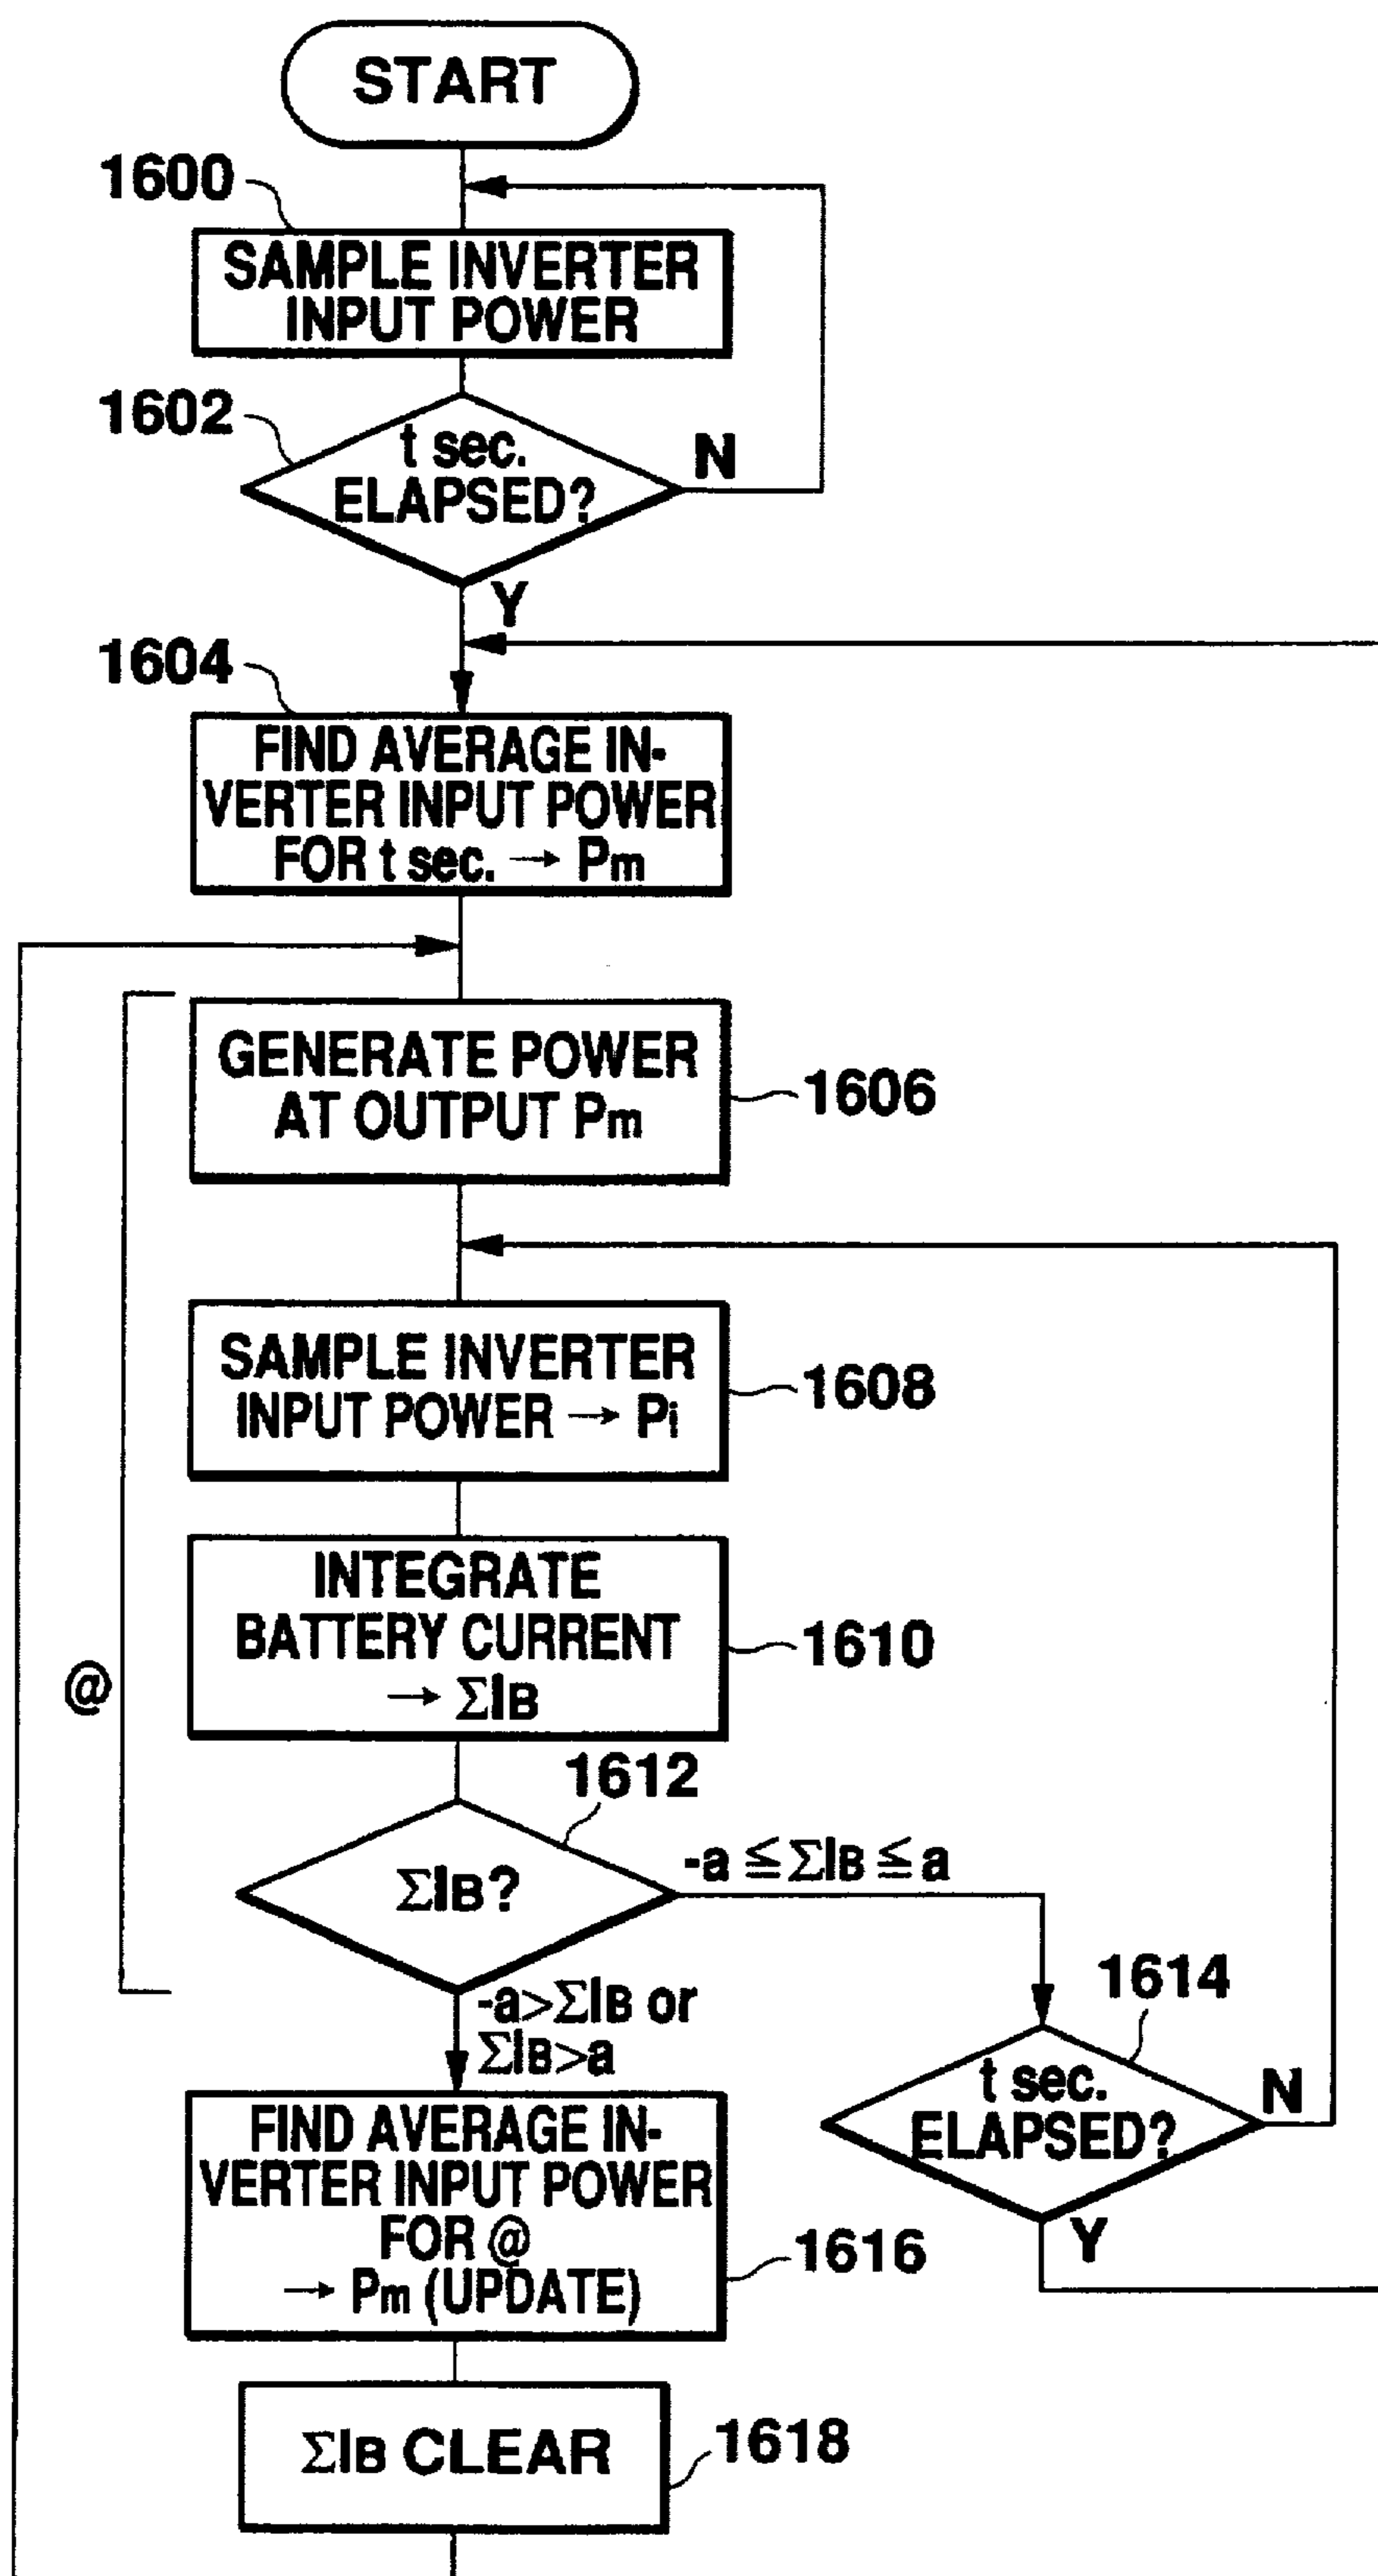 START
1600
SAMPLE INVERTER
INPUT POWER
1602
t sec.
ELAPSED?
N
Y
1604
FIND AVERAGE IN-
VERTER INPUT POWER
FOR t sec. → Pm
GENERATE POWER
AT OUTPUT Pm
1606
SAMPLE INVERTER
INPUT POWER → Pi
1608
INTEGRATE
BATTERY CURRENT
→ ΣIB
1610
@
1612
ΣIB?
-a ≦ ΣIB ≦ a
-a>ΣIB or
ΣIB>a
1614
t sec.
ELAPSED?
N
Y
FIND AVERAGE IN-
VERTER INPUT POWER
FOR @
→ Pm (UPDATE)
1616
ΣIB CLEAR
1618